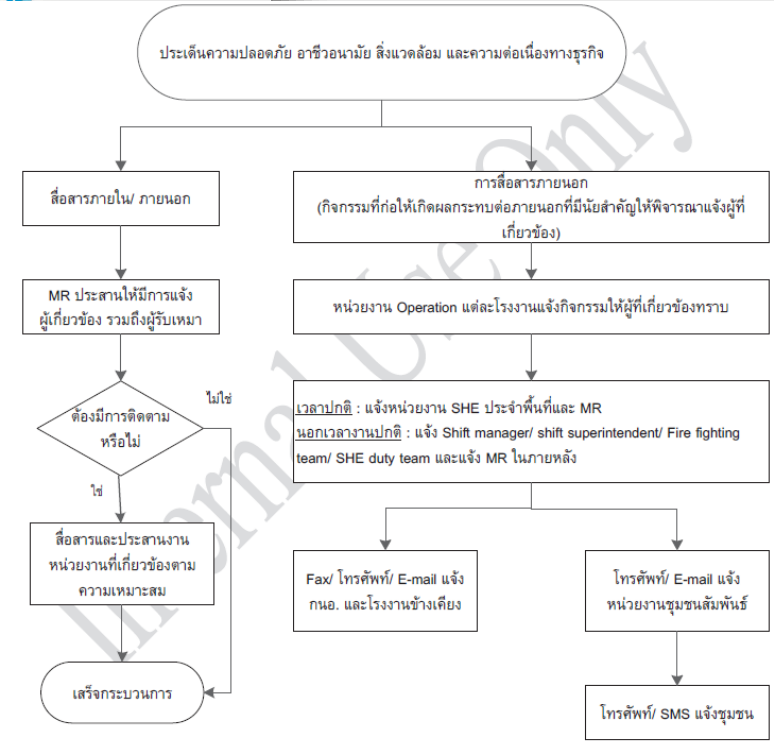 ประเด็นความปลอดภัย อาชีวอนามัย สิ่งแวดล้อม และความต่อเนื่องทางธุรกิจ
สื่อสารภายใน/ ภายนอก
MR ประสานให้มีการแจ้ง
ผู้เกี่ยวข้อง รวมถึงผู้รับเหมา
ต้องมีการติดตาม
หรือไม่
ไม่ใช่
ใช่
สื่อสารและประสานงาน
หน่วยงานที่เกี่ยวข้องตาม
ความเหมาะสม
เสร็จกระบวนการ
การสื่อสารภายนอก
(กิจกรรมที่ก่อให้เกิดผลกระทบต่อภายนอกที่มีนัยสำคัญให้พิจารณาแจ้งผู้ที่
เกี่ยวข้อง)
หน่วยงาน Operation แต่ละโรงงานแจ้งกิจกรรมให้ผู้ที่เกี่ยวข้องทราบ
เวลาปกติ : แจ้งหน่วยงาน SHE ประจำพื้นที่และ MR
นอกเวลางานปกติ : แจ้ง Shift manager/ shift superintendent/ Fire fighting
team/ SHE duty team และแจ้ง MR ในภายหลัง
Fax/ โทรศัพท์/ E-mail แจ้ง
กนอ. และโรงงานข้างเคียง
โทรศัพท์/ E-mail แจ้ง
หน่วยงานชุมชนสัมพันธ์
โทรศัพท์/ SMS แจ้งชุมชน
Internal Use Only